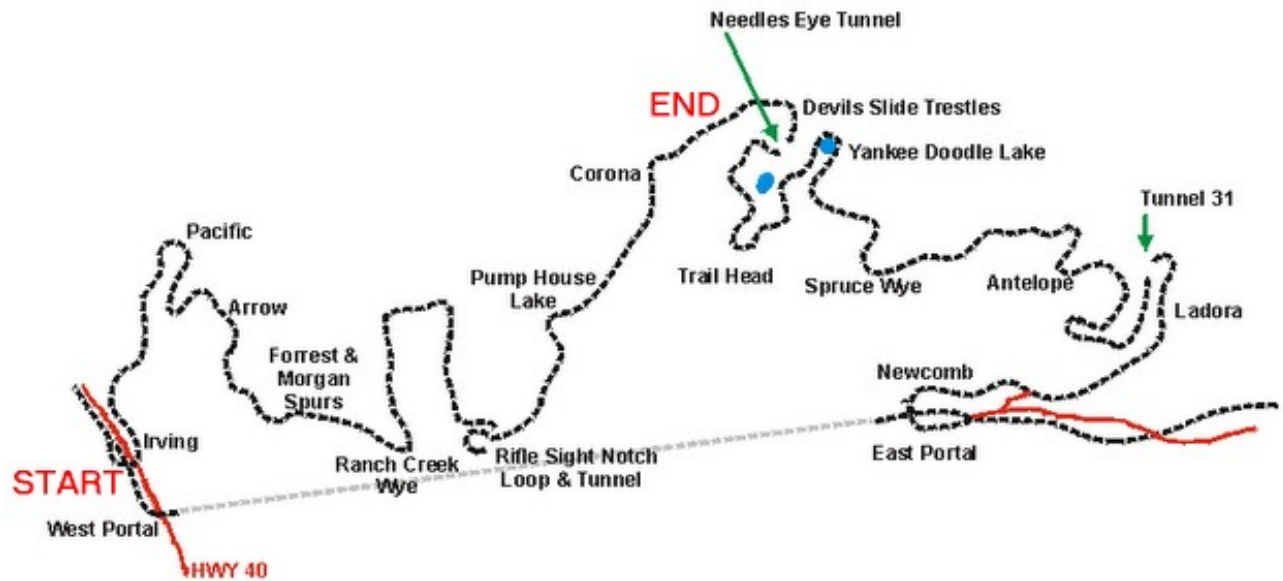 Needles Eye Tunnel
END
Devils Slide Trestles
Yankee Doodle Lake
Corona
Tunnel 31
Pacific
Trail Head
Pump House
Lake
Spruce Wye
Antelope
Arrow
Ladora
Forrest &
Morgan
Spurs
Newcomb
Irving
Ranch Creek
Wye
Rifle Sight Notch
Loop & Tunnel
East Portal
START
West Portal
HWY 40